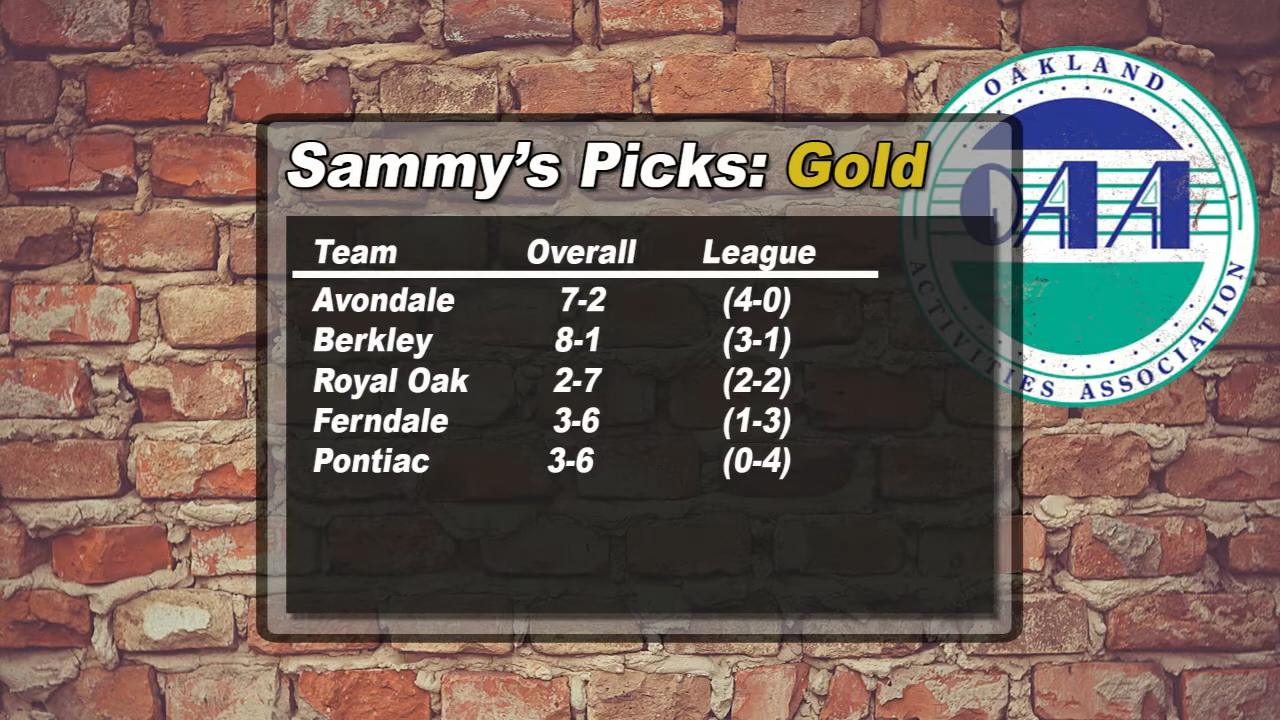 Sammy's Picks: Gold
Team Overall League
Avondale 7-2 (4-0)
Berkley 8-1 (3-1)
Royal Oak 2-7 (2-2)
Ferndale 3-6 (1-3)
Pontiac 3-6 (0-4)
OAKLAND
OAA
ACTIVITIES ASSOCIATION